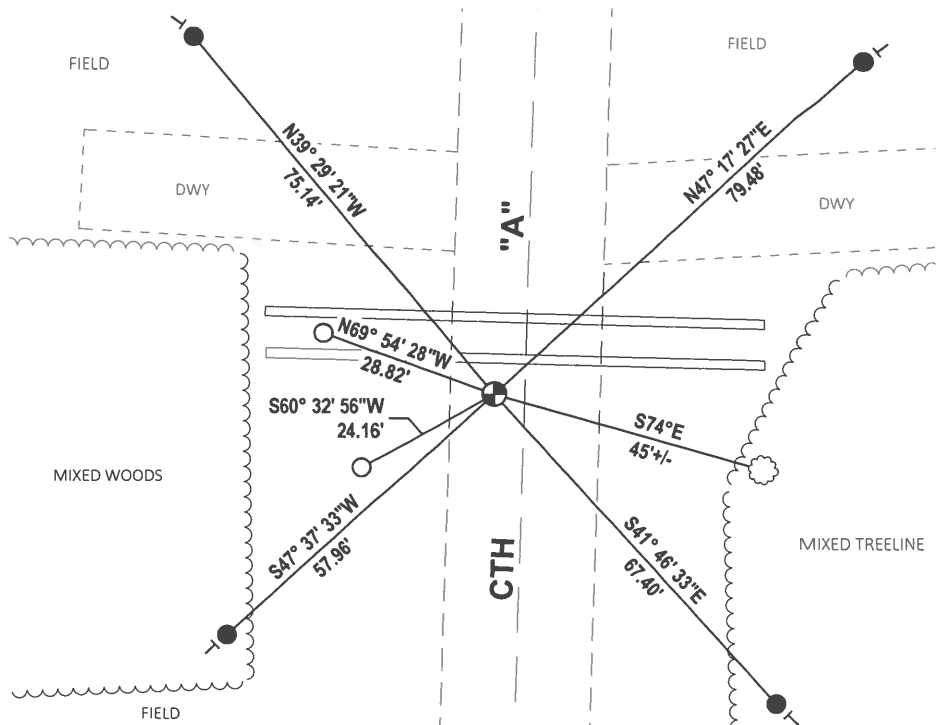 FIELD
FIELD
N39° 29' 21"W
75.14'
N47° 17' 27"E
79.48'
DWY
DWY
"A"
N69° 54' 28"W
28.82'
S60° 32' 56"W
24.16'
S74°E
45'+/-
MIXED WOODS
S47° 37' 33"W
57.96'
CTH
S41° 46' 33"E
67.40'
MIXED TREELINE
FIELD